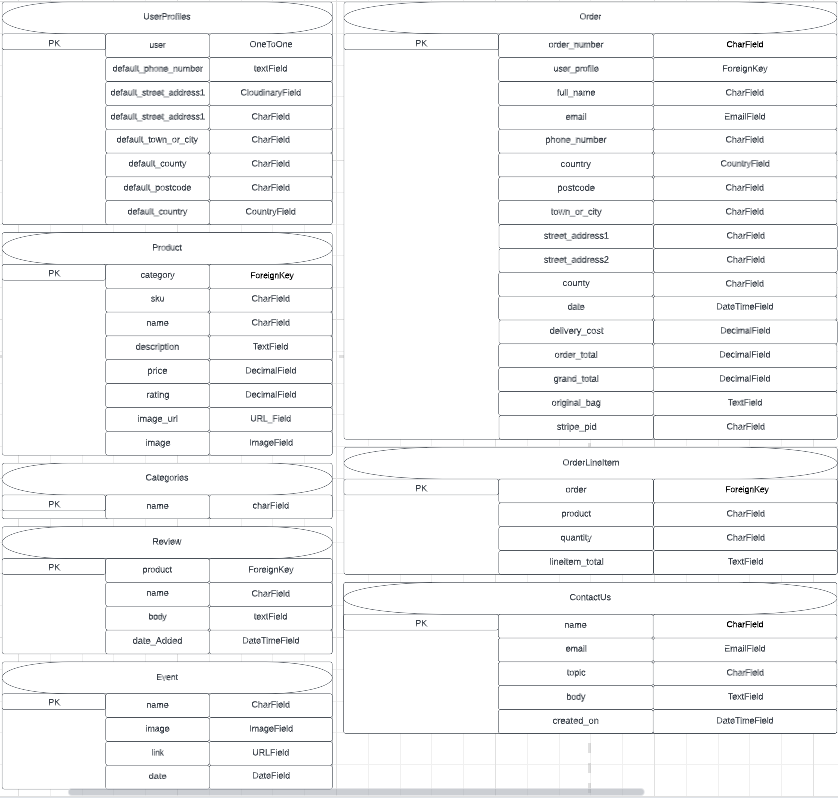 UserProfiles
PK user OneToOne
default_phone_number textField
default_street_address1 CloudinaryField
default_street_address1 CharField
default_town_or_city CharField
default_county CharField
default_postcode CharField
default_country CountryField
Product
PK category ForeignKey
sku CharField
name CharField
description TextField
price DecimalField
rating DecimalField
image_url URL_Field
image ImageField
Categories
PK name charField
Review
PK product ForeignKey
name CharField
body textField
date_Added DateTimeField
Event
PK name CharField
image ImageField
link URLField
date DateField
Order
PK order_number CharField
user_profile ForeignKey
full_name CharField
email EmailField
phone_number CharField
country CountryField
postcode CharField
town_or_city CharField
street_address1 CharField
street_address2 CharField
county CharField
date DateTimeField
delivery_cost DecimalField
order_total DecimalField
grand_total DecimalField
original_bag TextField
stripe_pid CharField
OrderLineItem
PK order ForeignKey
product CharField
quantity CharField
lineitem_total TextField
ContactUs
PK name CharField
email EmailField
topic CharField
body TextField
created_on DateTimeField